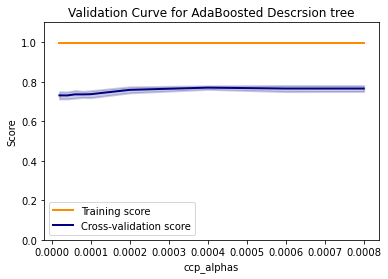 Validation Curve for AdaBoosted Descrsion tree
1.0
0.8
0.6
0.4
0.2
0.0
Score
Training score
Cross-validation score
0.0000 0.0001 0.0002 0.0003 0.0004 0.0005 0.0006 0.0007 0.0008
ccp_alphas